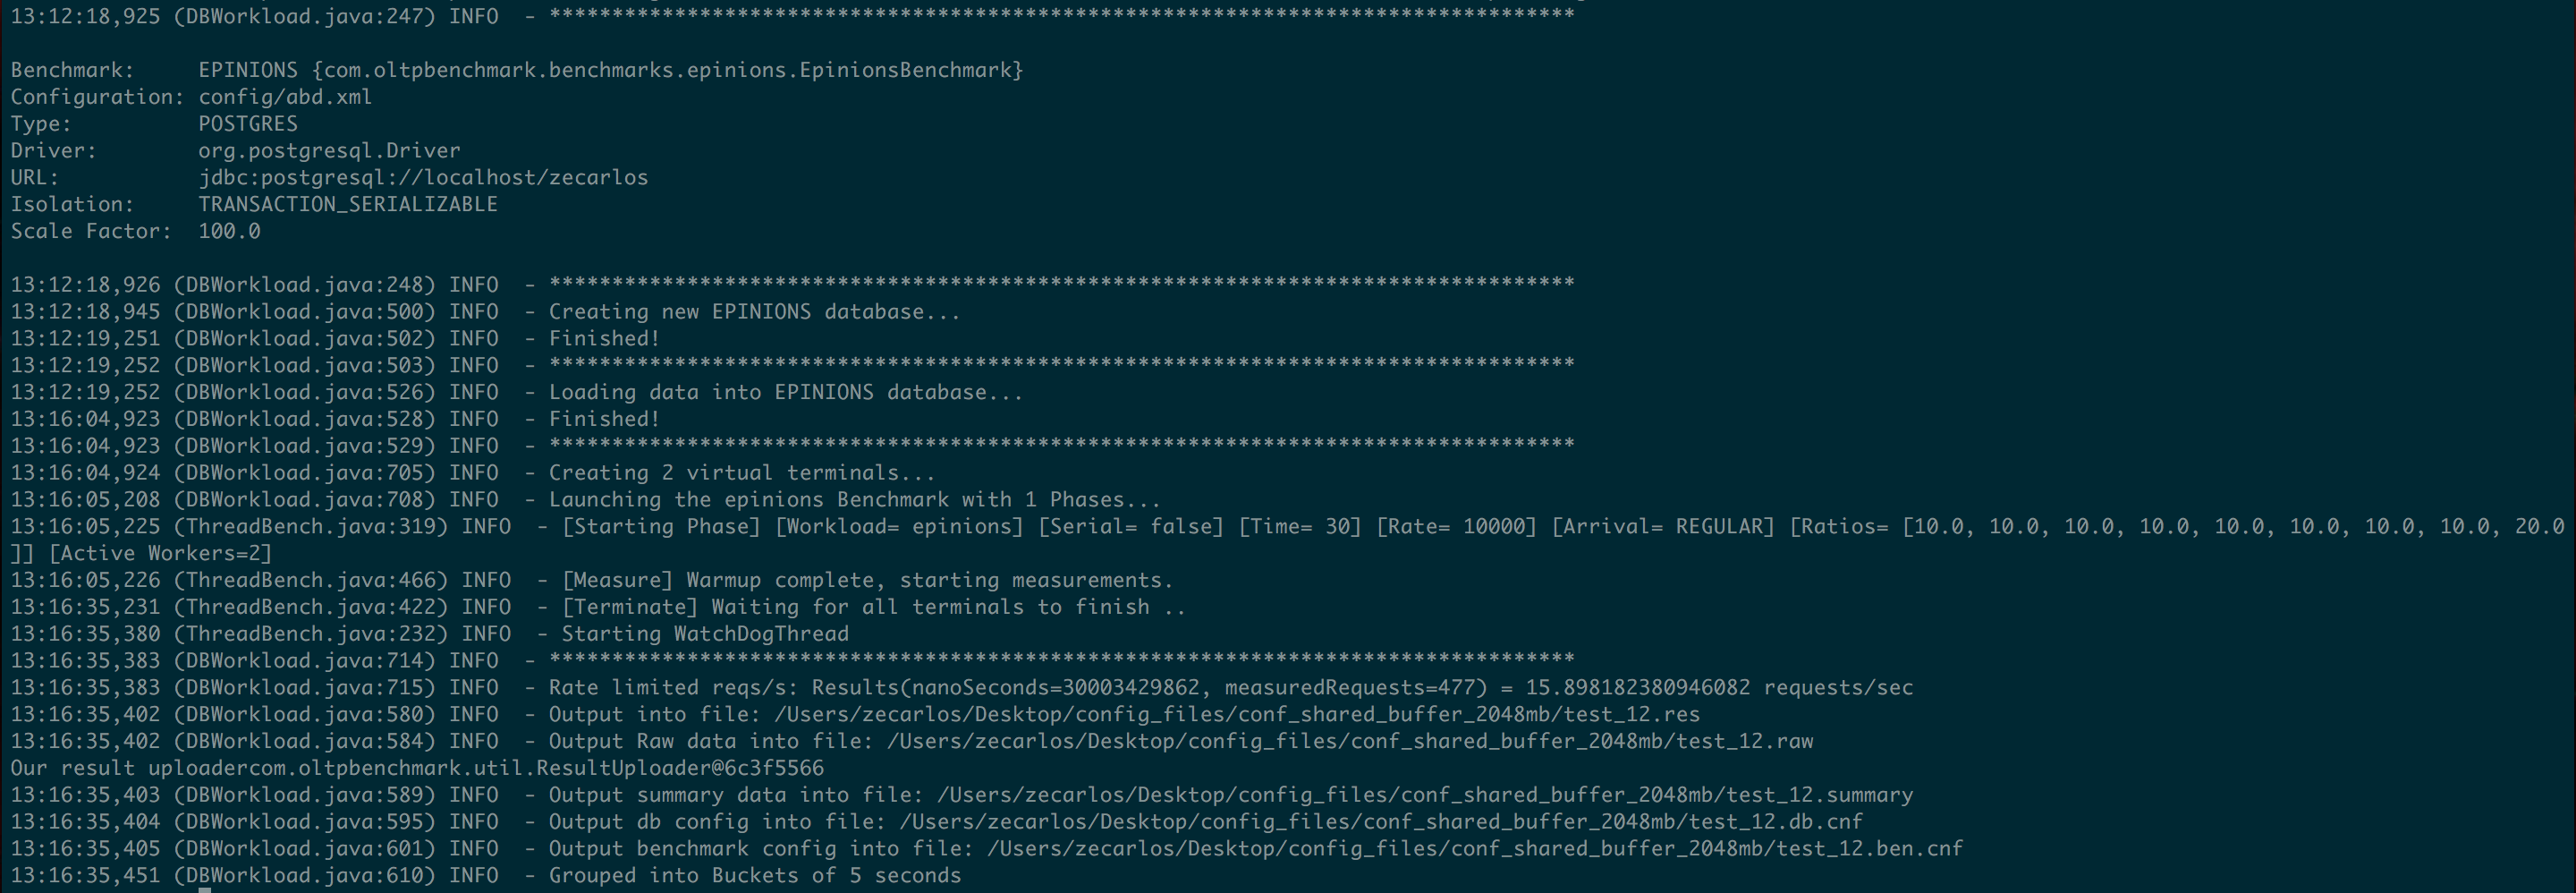 13:12:18,925 (DBWorkload.java:247) INFO  - **********************************************************************************
Benchmark:     EPINIONS {com.oltpbenchmark.benchmarks.epinions.EpinionsBenchmark}
Configuration: config/abd.xml
Type:          POSTGRES
Driver:        org.postgresql.Driver
URL:           jdbc:postgresql://localhost/zecarlos
Isolation:     TRANSACTION_SERIALIZABLE
Scale Factor:  100.0
13:12:18,926 (DBWorkload.java:248) INFO  - **********************************************************************************
13:12:18,945 (DBWorkload.java:500) INFO  - Creating new EPINIONS database...
13:12:19,251 (DBWorkload.java:502) INFO  - Finished!
13:12:19,252 (DBWorkload.java:503) INFO  - **********************************************************************************
13:12:19,252 (DBWorkload.java:526) INFO  - Loading data into EPINIONS database...
13:16:04,923 (DBWorkload.java:528) INFO  - Finished!
13:16:04,923 (DBWorkload.java:529) INFO  - **********************************************************************************
13:16:04,924 (DBWorkload.java:705) INFO  - Creating 2 virtual terminals...
13:16:05,208 (DBWorkload.java:708) INFO  - Launching the epinions Benchmark with 1 Phases...
13:16:05,225 (ThreadBench.java:319) INFO  - [Starting Phase] [Workload= epinions] [Serial= false] [Time= 30] [Rate= 10000] [Arrival= REGULAR] [Ratios= [10.0, 10.0, 10.0, 10.0, 10.0, 10.0, 10.0, 10.0, 20.0
]] [Active Workers=2]
13:16:05,226 (ThreadBench.java:466) INFO  - [Measure] Warmup complete, starting measurements.
13:16:35,231 (ThreadBench.java:422) INFO  - [Terminate] Waiting for all terminals to finish ..
13:16:35,380 (ThreadBench.java:232) INFO  - Starting WatchDogThread
13:16:35,383 (DBWorkload.java:714) INFO  - **********************************************************************************
13:16:35,383 (DBWorkload.java:715) INFO  - Rate limited reqs/s: Results(nanoSeconds=30003429862, measuredRequests=477) = 15.898182380946082 requests/sec
13:16:35,402 (DBWorkload.java:580) INFO  - Output into file: /Users/zecarlos/Desktop/config_files/conf_shared_buffer_2048mb/test_12.res
13:16:35,402 (DBWorkload.java:584) INFO  - Output Raw data into file: /Users/zecarlos/Desktop/config_files/conf_shared_buffer_2048mb/test_12.raw
Our result uploadercom.oltpbenchmark.util.ResultUploader@6c3f5566
13:16:35,403 (DBWorkload.java:589) INFO  - Output summary data into file: /Users/zecarlos/Desktop/config_files/conf_shared_buffer_2048mb/test_12.summary
13:16:35,404 (DBWorkload.java:595) INFO  - Output db config into file: /Users/zecarlos/Desktop/config_files/conf_shared_buffer_2048mb/test_12.db.cnf
13:16:35,405 (DBWorkload.java:601) INFO  - Output benchmark config into file: /Users/zecarlos/Desktop/config_files/conf_shared_buffer_2048mb/test_12.ben.cnf
13:16:35,451 (DBWorkload.java:610) INFO  - Grouped into Buckets of 5 seconds